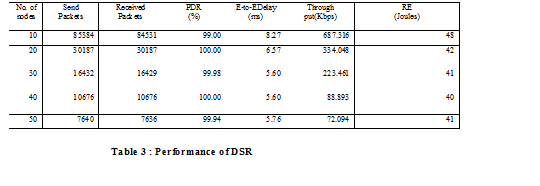 No. of nodes Send Packets Received Packets PDR (%) E-to-EDelay (ms) Through put(Kbps) RE (Joules)
10 85384 84531 99.00 8.27 687.316 48
20 30187 30187 100.00 6.57 334.048 42
30 16432 16429 99.98 5.60 223.461 41
40 10676 10676 100.00 5.60 88.893 40
50 7640 7636 99.94 5.76 72.094 41
Table 3 : Performance of DSR